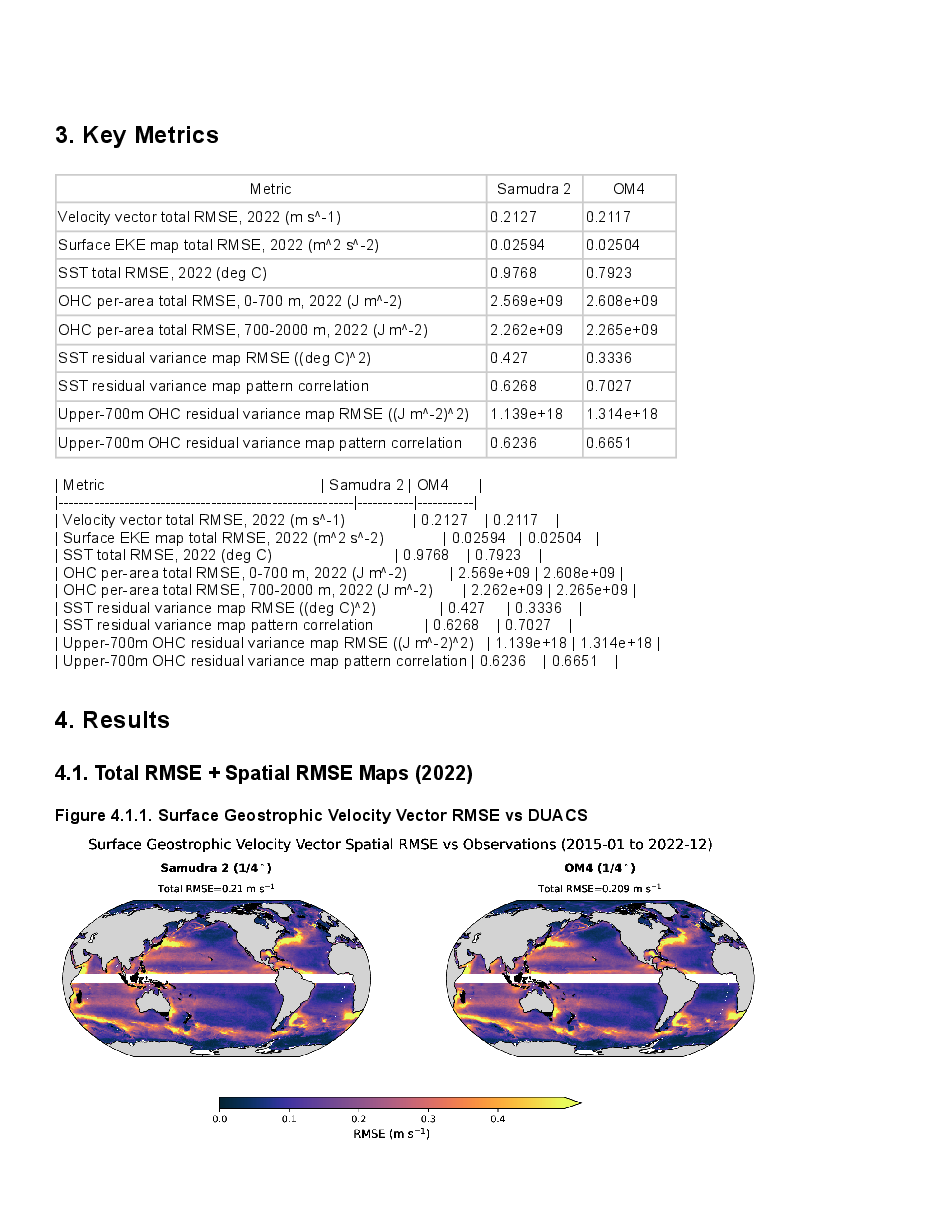 3. Key Metrics
Metric Samudra 2 OM4
Velocity vector total RMSE, 2022 (m s^-1) 0.2127 0.2117
Surface EKE map total RMSE, 2022 (m^2 s^-2) 0.02594 0.02504
SST total RMSE, 2022 (deg C) 0.9768 0.7923
OHC per-area total RMSE, 0-700 m, 2022 (J m^-2) 2.569e+09 2.608e+09
OHC per-area total RMSE, 700-2000 m, 2022 (J m^-2) 2.262e+09 2.265e+09
SST residual variance map RMSE ((deg C)^2) 0.427 0.3336
SST residual variance map pattern correlation 0.6268 0.7027
Upper-700m OHC residual variance map RMSE ((J m^-2)^2) 1.139e+18 1.314e+18
Upper-700m OHC residual variance map pattern correlation 0.6236 0.6651
| Metric | Samudra 2 | OM4 |
|----------------------------------------------------------|-----------|-----------|
| Velocity vector total RMSE, 2022 (m s^-1) | 0.2127 | 0.2117 |
| Surface EKE map total RMSE, 2022 (m^2 s^-2) | 0.02594 | 0.02504 |
| SST total RMSE, 2022 (deg C) | 0.9768 | 0.7923 |
| OHC per-area total RMSE, 0-700 m, 2022 (J m^-2) | 2.569e+09 | 2.608e+09 |
| OHC per-area total RMSE, 700-2000 m, 2022 (J m^-2) | 2.262e+09 | 2.265e+09 |
| SST residual variance map RMSE ((deg C)^2) | 0.427 | 0.3336 |
| SST residual variance map pattern correlation | 0.6268 | 0.7027 |
| Upper-700m OHC residual variance map RMSE ((J m^-2)^2) | 1.139e+18 | 1.314e+18 |
| Upper-700m OHC residual variance map pattern correlation | 0.6236 | 0.6651 |
4. Results
4.1. Total RMSE + Spatial RMSE Maps (2022)
Figure 4.1.1. Surface Geostrophic Velocity Vector RMSE vs DUACS
Surface Geostrophic Velocity Vector Spatial RMSE vs Observations (2015-01 to 2022-12)
Samudra 2 (1/4°) OM4 (1/4°)
Total RMSE=0.21 m s⁻¹ Total RMSE=0.209 m s⁻¹
0.0 0.1 0.2 0.3 0.4
RMSE (m s⁻¹)